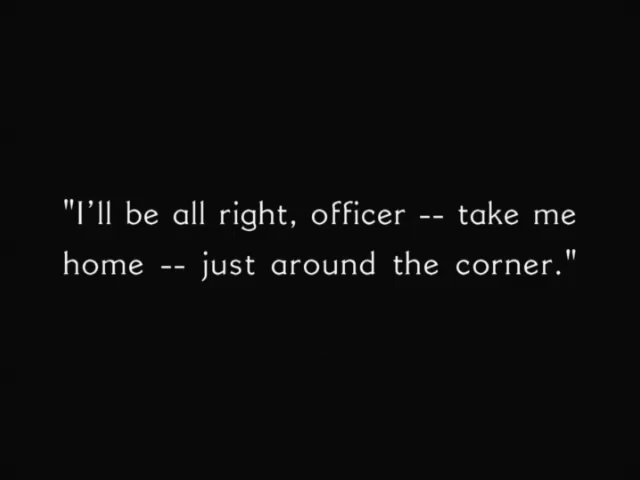 "I’ll be all right, officer -- take me
home -- just around the corner."